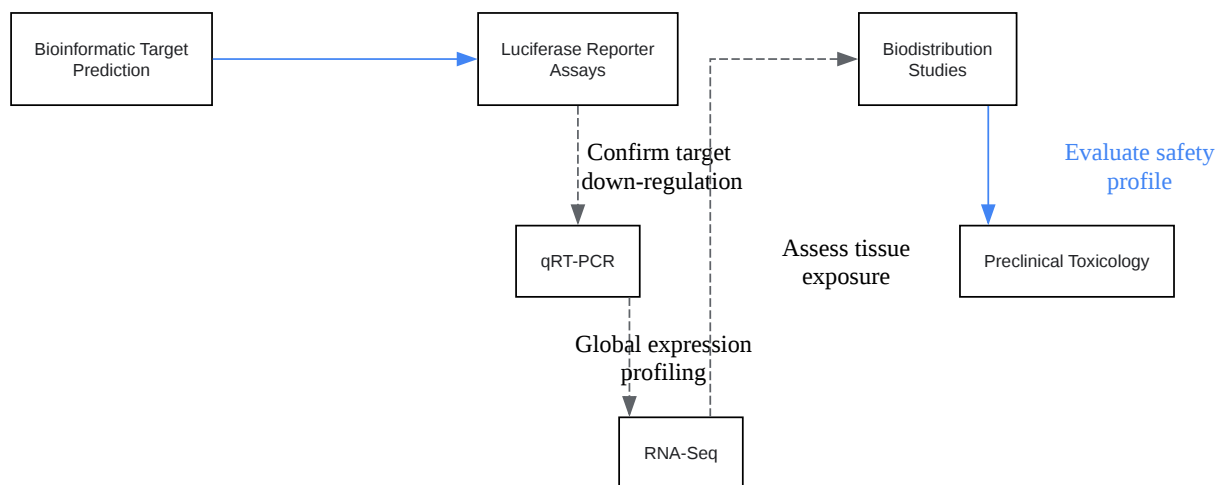 Bioinformatic Target
Prediction
Luciferase Reporter
Assays
Biodistribution
Studies
Confirm target
down-regulation
Evaluate safety
profile
qRT-PCR
Assess tissue
exposure
Preclinical Toxicology
Global expression
profiling
RNA-Seq